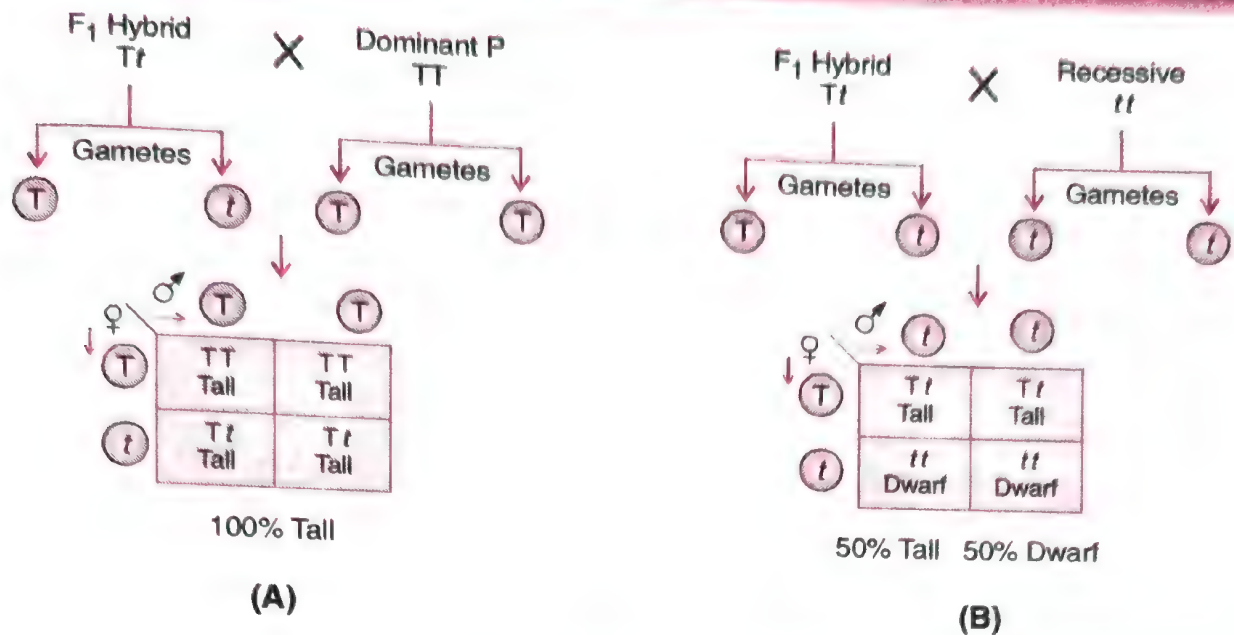 F1 Hybrid
Tt
X
Dominant P
TT
Gametes
Gametes
T
t
T
T
♀
♂
T
T
T
TT
Tall
TT
Tall
t
Tt
Tall
Tt
Tall
100% Tall
(A)
F1 Hybrid
Tt
X
Recessive
tt
Gametes
Gametes
T
t
t
t
♀
♂
t
t
T
Tt
Tall
Tt
Tall
t
tt
Dwarf
tt
Dwarf
50% Tall 50% Dwarf
(B)